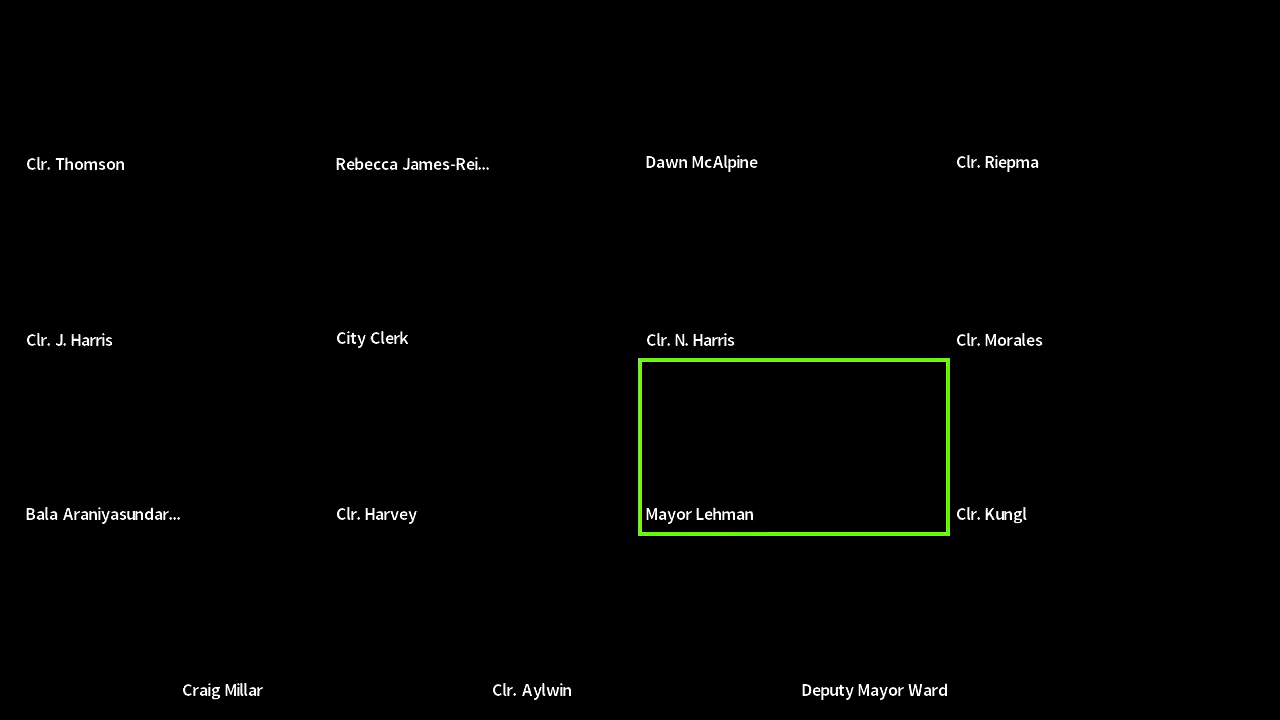 Clr. Thomson
Rebecca James-Rei...
Dawn McAlpine
Clr. Riepma
Clr. J. Harris
City Clerk
Clr. N. Harris
Clr. Morales
Bala Araniyasundar...
Clr. Harvey
Mayor Lehman
Clr. Kungl
Craig Millar
Clr. Aylwin
Deputy Mayor Ward